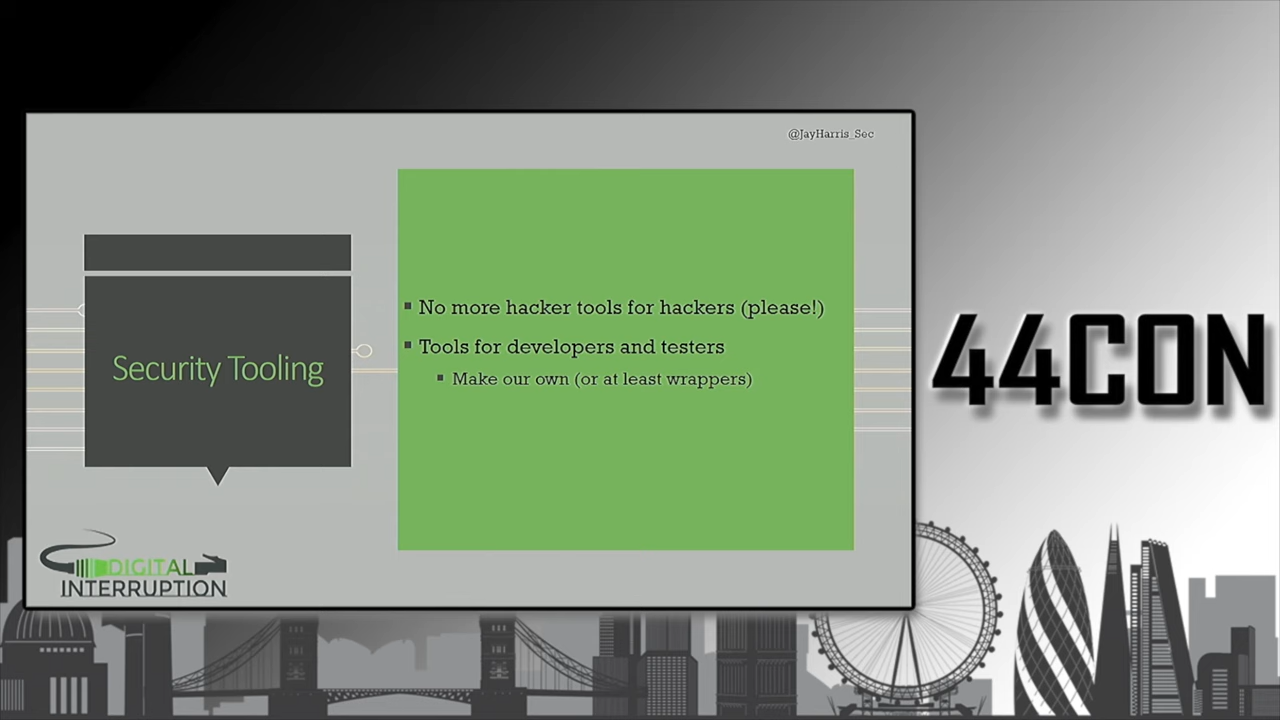 @JayHarris_Sec
Security Tooling
No more hacker tools for hackers (please!)
Tools for developers and testers
Make our own (or at least wrappers)
DIGITAL
INTERRUPTION
44CON